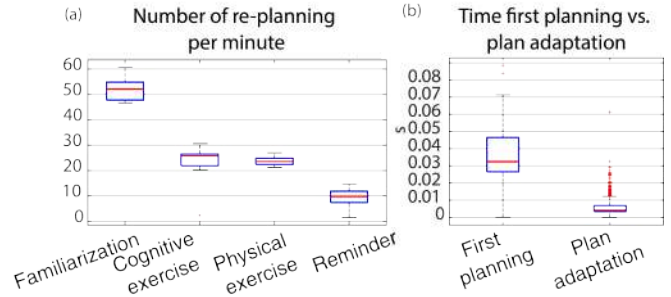 (a)
Number of re-planning
per minute
60
50
40
30
20
10
0
Familiarization
Cognitive
exercise
Physical
exercise
Reminder
(b)
Time first planning vs.
plan adaptation
0.08
0.07
0.06
0.05
0.04
0.03
0.02
0.01
0
s
First
planning
Plan
adaptation